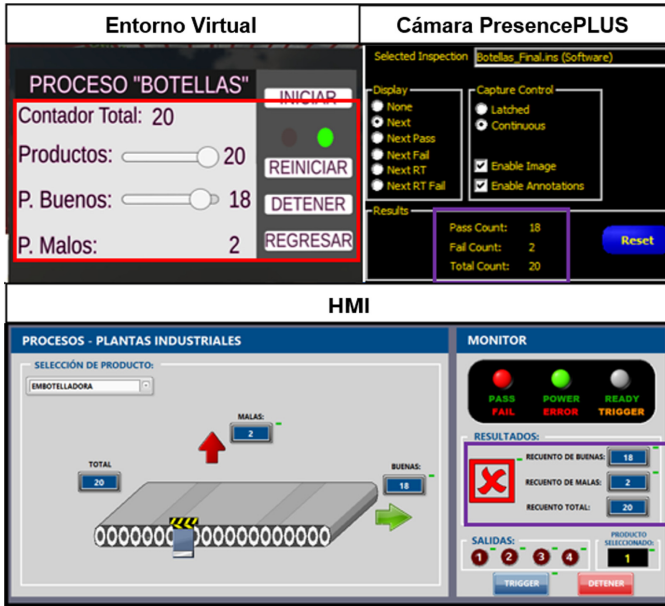 Entorno Virtual
Cámara PresencePLUS
PROCESO "BOTELLAS"
Contador Total: 20
Productos: 20
P. Buenos: 18
P. Malos: 2
INICIAR
REINICIAR
DETENER
REGRESAR
Selected Inspection Botellas_Final.ins (Software)
Display
None
Next
Next Pass
Next Fail
Next RT
Next RT Fail
Capture Control
Latched
Continuous
Enable Image
Enable Annotations
Results
Pass Count: 18
Fail Count: 2
Total Count: 20
Reset
HMI
PROCESOS - PLANTAS INDUSTRIALES
SELECCIÓN DE PRODUCTO:
EMBOTELLADORA
MALAS:
2
TOTAL
20
BUENAS:
18
MONITOR
PASS POWER READY
FAIL ERROR TRIGGER
RESULTADOS:
RECUENTO DE BUENAS: 18
RECUENTO DE MALAS: 2
RECUENTO TOTAL: 20
SALIDAS:
1 2 3 4
PRODUCTO
SELECCIONADO:
1
TRIGGER
DETENER